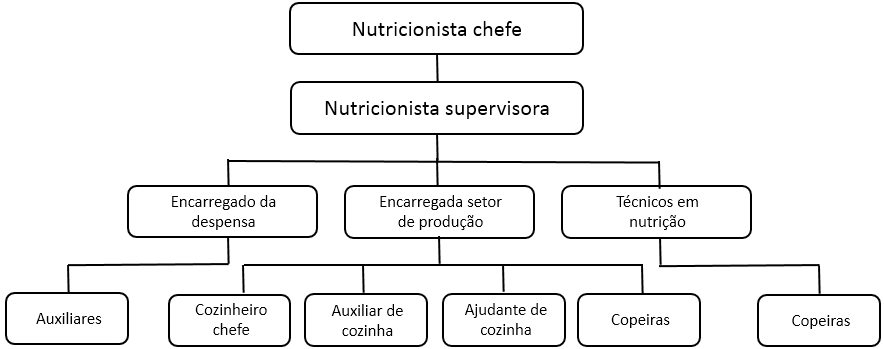 Nutricionista chefe
Nutricionista supervisora
Encarregado da
despensa
Encarregada setor
de produção
Técnicos em
nutrição
Auxiliares
Cozinheiro
chefe
Auxiliar de
cozinha
Ajudante de
cozinha
Copeiras
Copeiras